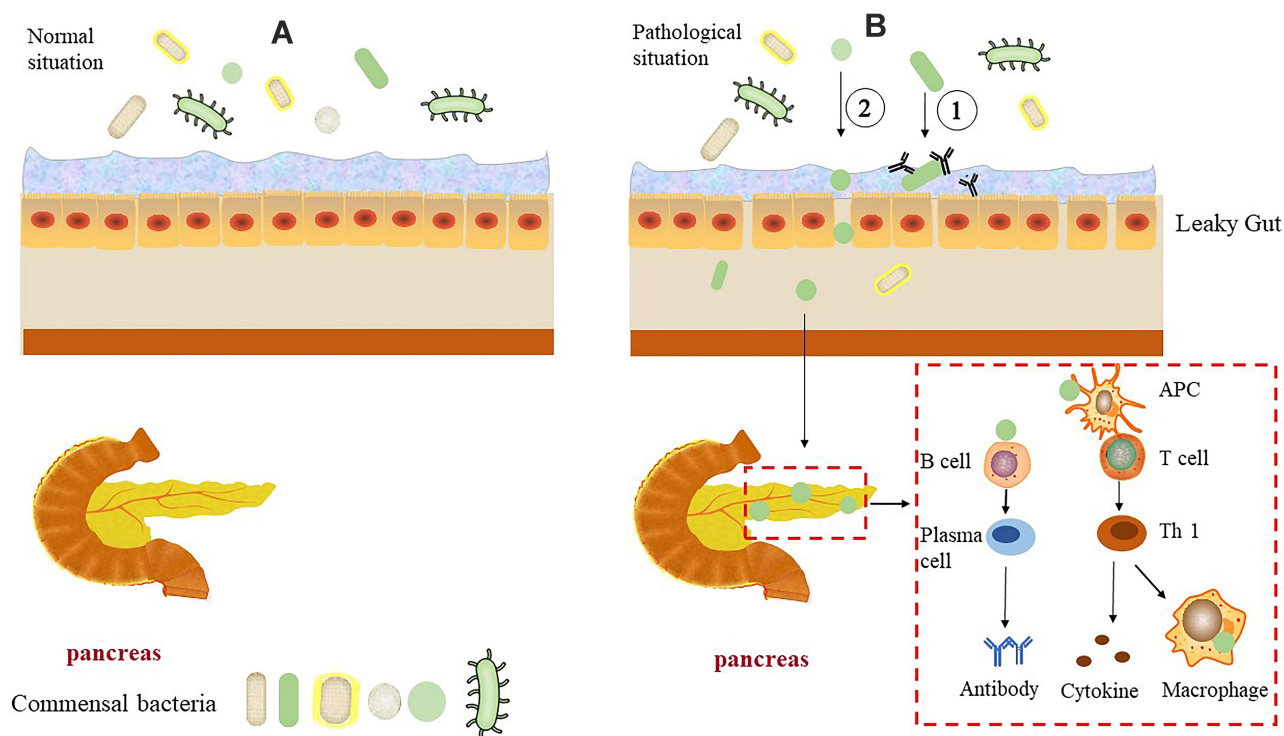 A
Normal
situation
pancreas
Commensal bacteria
B
Pathological
situation
2
1
Leaky Gut
APC
B cell
T cell
Plasma
cell
Th 1
Antibody
Cytokine
Macrophage
pancreas